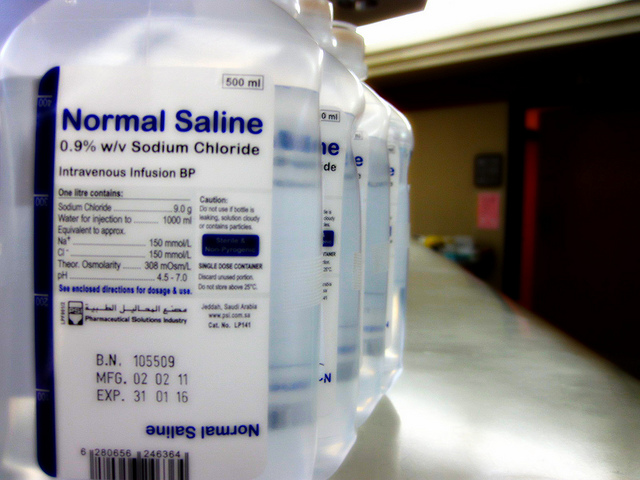 500 ml
Normal Saline
0.9% w/v Sodium Chloride
Intravenous Infusion BP
One litre contains:
Sodium Chloride 9.0 g
Water for injection to 1000 ml
Equivalent to approx.
Na+ 150 mmol/L
Cl- 150 mmol/L
Theor. Osmolarity 308 mOsm/L
pH 4.5 - 7.0
See enclosed directions for dosage & use.
Caution:
Do not use if bottle is
leaking, solution cloudy
or contains particles.
Sterile &
Non Pyrogenic
SINGLE DOSE CONTAINER
Discard unused portion.
Do not store above 25°C.
مصنع المحاليل الطبية
PSI
Pharmaceutical Solutions Industry
Jeddah, Saudi Arabia
www.psi.com.sa
Cat. No. LP141
B.N. 105509
MFG. 02 02 11
EXP. 31 01 16
Normal Saline
6 280656 246364
0 ml
ne
de